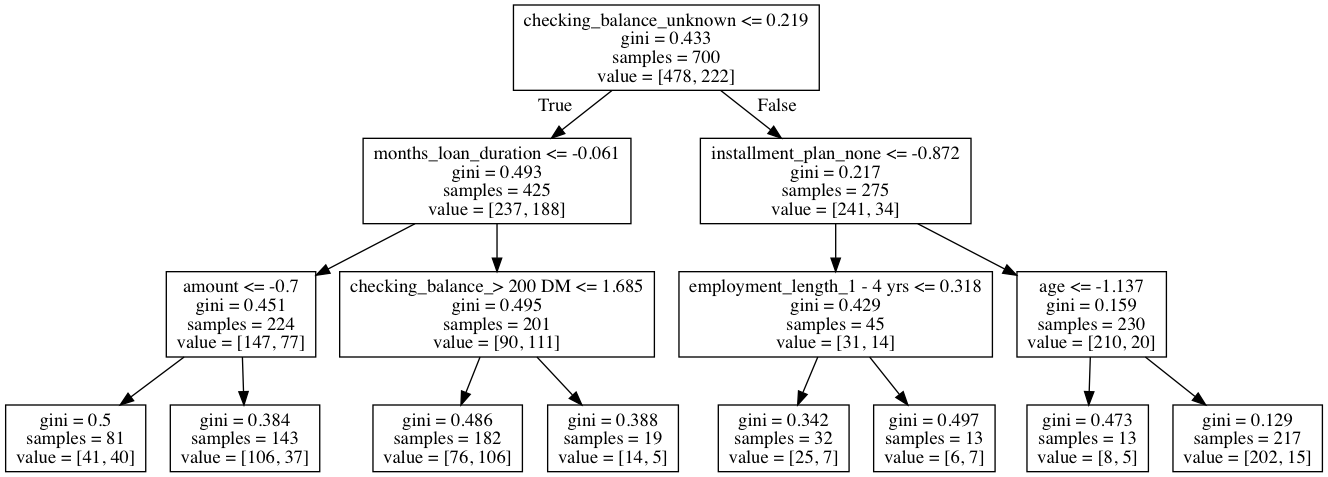 checking_balance_unknown <= 0.219
gini = 0.433
samples = 700
value = [478, 222]
True
False
months_loan_duration <= -0.061
gini = 0.493
samples = 425
value = [237, 188]
installment_plan_none <= -0.872
gini = 0.217
samples = 275
value = [241, 34]
amount <= -0.7
gini = 0.451
samples = 224
value = [147, 77]
checking_balance_> 200 DM <= 1.685
gini = 0.495
samples = 201
value = [90, 111]
employment_length_1 - 4 yrs <= 0.318
gini = 0.429
samples = 45
value = [31, 14]
age <= -1.137
gini = 0.159
samples = 230
value = [210, 20]
gini = 0.5
samples = 81
value = [41, 40]
gini = 0.384
samples = 143
value = [106, 37]
gini = 0.486
samples = 182
value = [76, 106]
gini = 0.388
samples = 19
value = [14, 5]
gini = 0.342
samples = 32
value = [25, 7]
gini = 0.497
samples = 13
value = [6, 7]
gini = 0.473
samples = 13
value = [8, 5]
gini = 0.129
samples = 217
value = [202, 15]